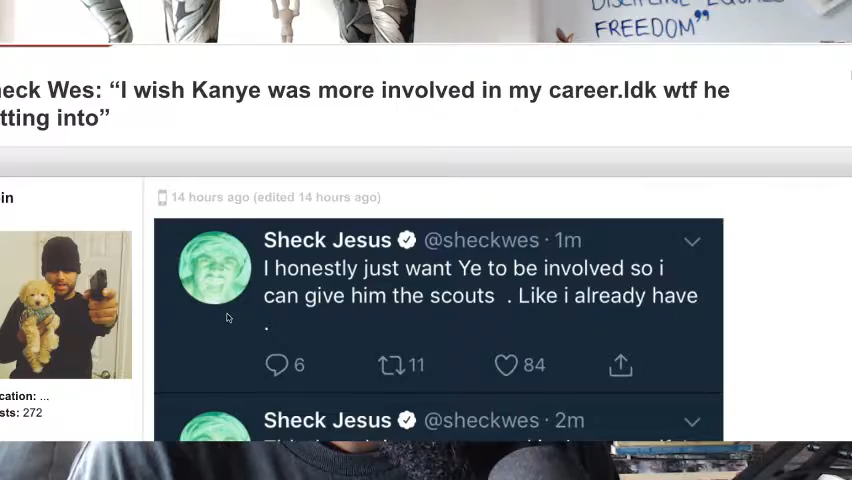 FREEDOM”
eck Wes: “I wish Kanye was more involved in my career.Idk wtf he
tting into”
in
14 hours ago (edited 14 hours ago)
Sheck Jesus @sheckwes · 1m
I honestly just want Ye to be involved so i
can give him the scouts . Like i already have
.
6 11 84
cation: ...
sts: 272
Sheck Jesus @sheckwes · 2m